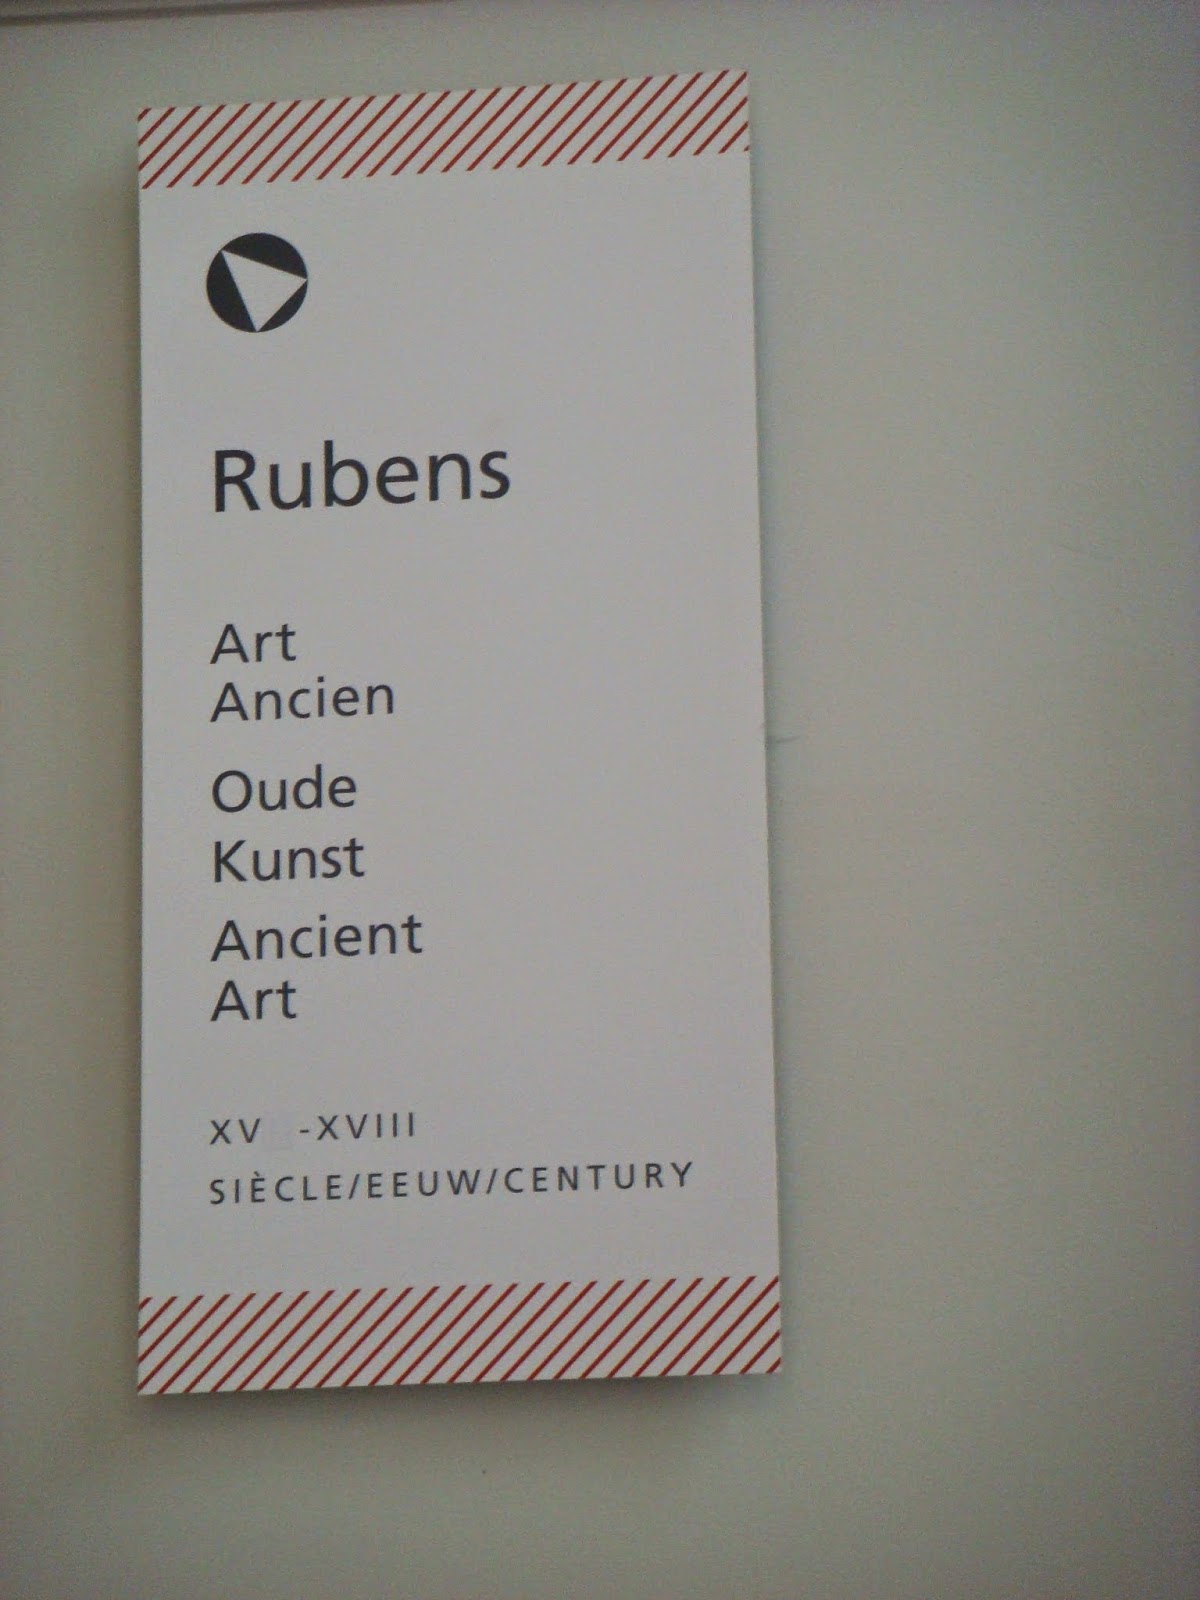 Rubens
Art
Ancien
Oude
Kunst
Ancient
Art
XV -XVIII
SIÈCLE/EEUW/CENTURY